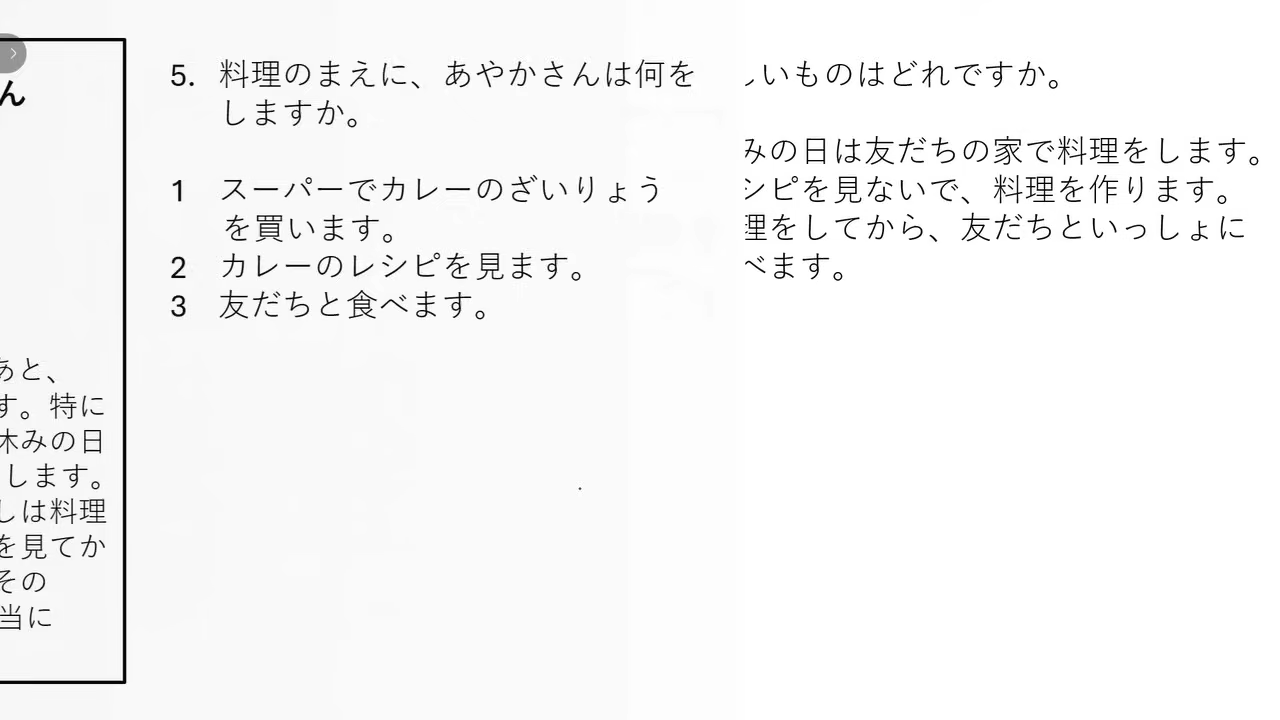 ん
あと、
す。特に
休みの日
します。
しは料理
を見てか
その
当に
5. 料理のまえに、あやかさんは何を
しますか。
1 スーパーでカレーのざいりょう
を買います。
2 カレーのレシピを見ます。
3 友だちと食べます。
いものはどれですか。
みの日は友だちの家で料理をします。
シピを見ないで、料理を作ります。
理をしてから、友だちといっしょに
べます。